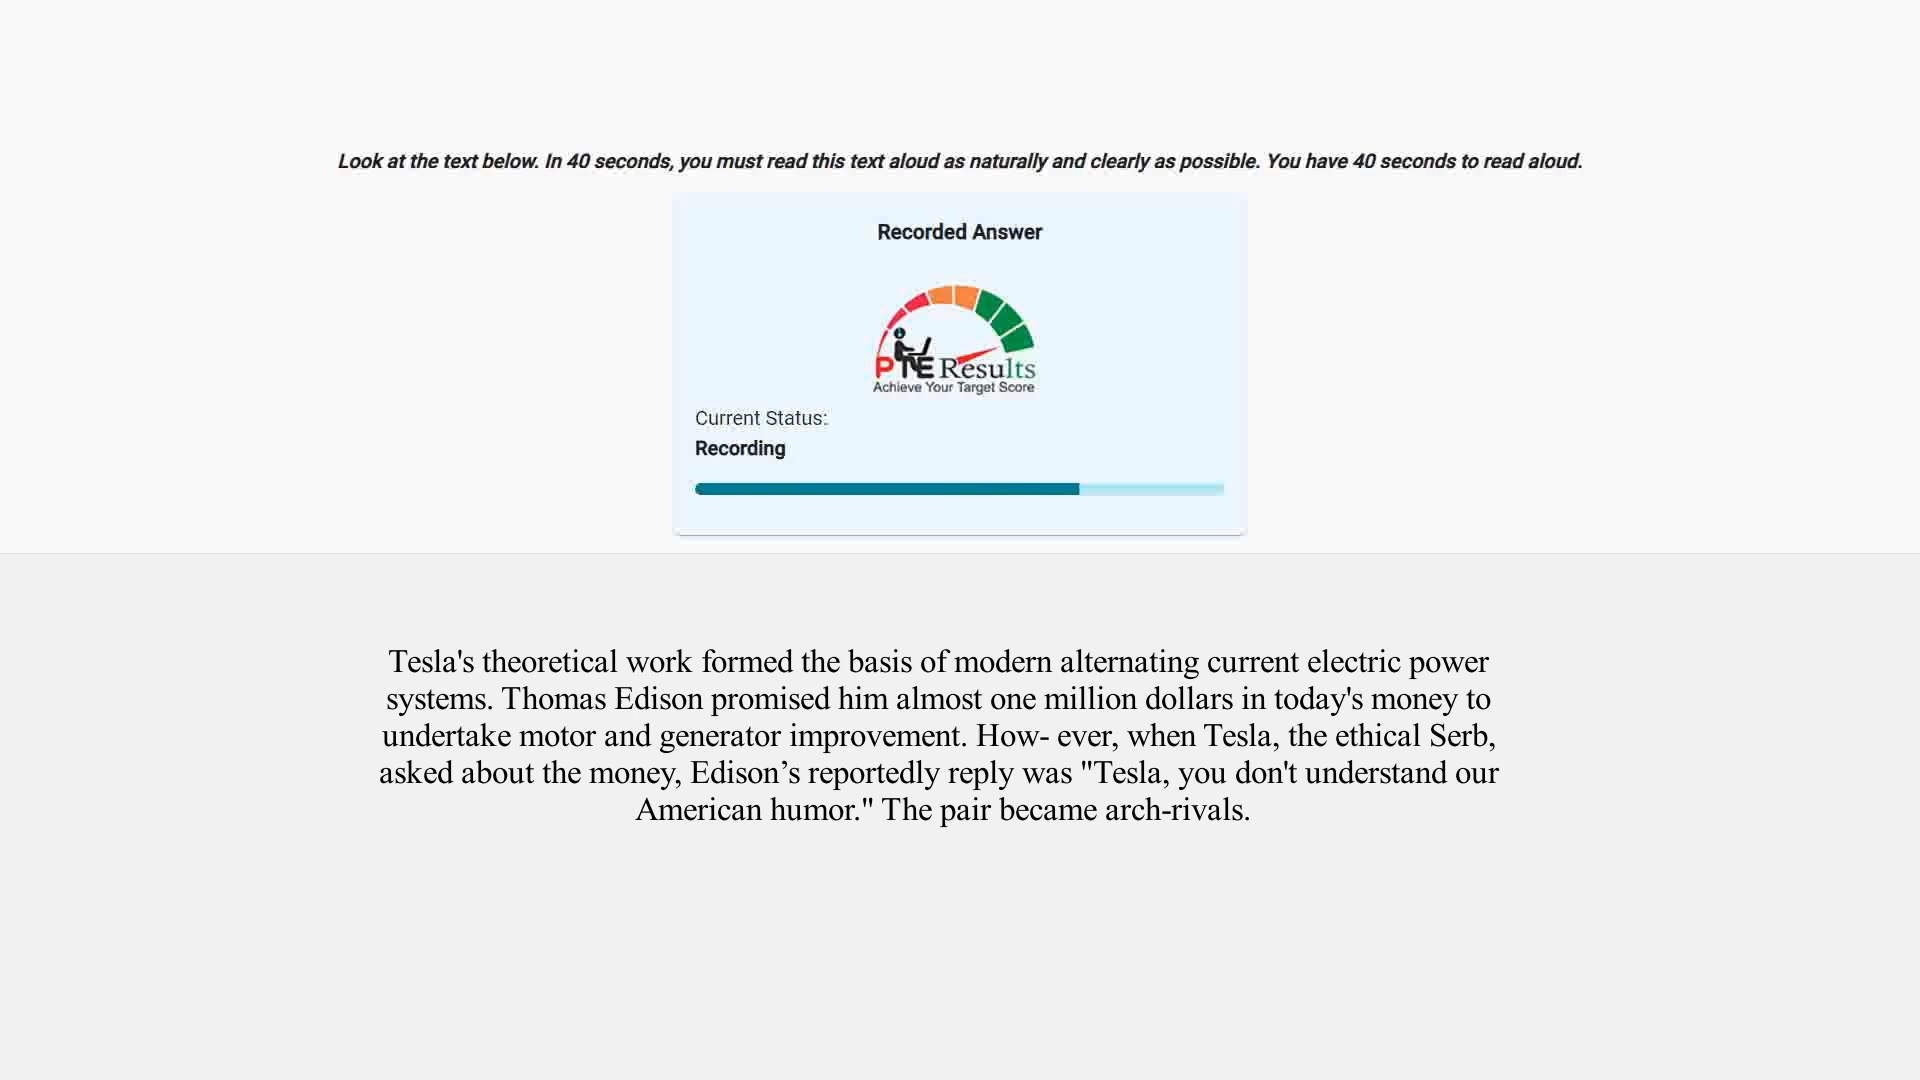 Look at the text below. In 40 seconds, you must read this text aloud as naturally and clearly as possible. You have 40 seconds to read aloud.
Recorded Answer
PTE Results
Achieve Your Target Score
Current Status:
Recording
Tesla's theoretical work formed the basis of modern alternating current electric power
systems. Thomas Edison promised him almost one million dollars in today's money to
undertake motor and generator improvement. How- ever, when Tesla, the ethical Serb,
asked about the money, Edison’s reportedly reply was "Tesla, you don't understand our
American humor." The pair became arch-rivals.